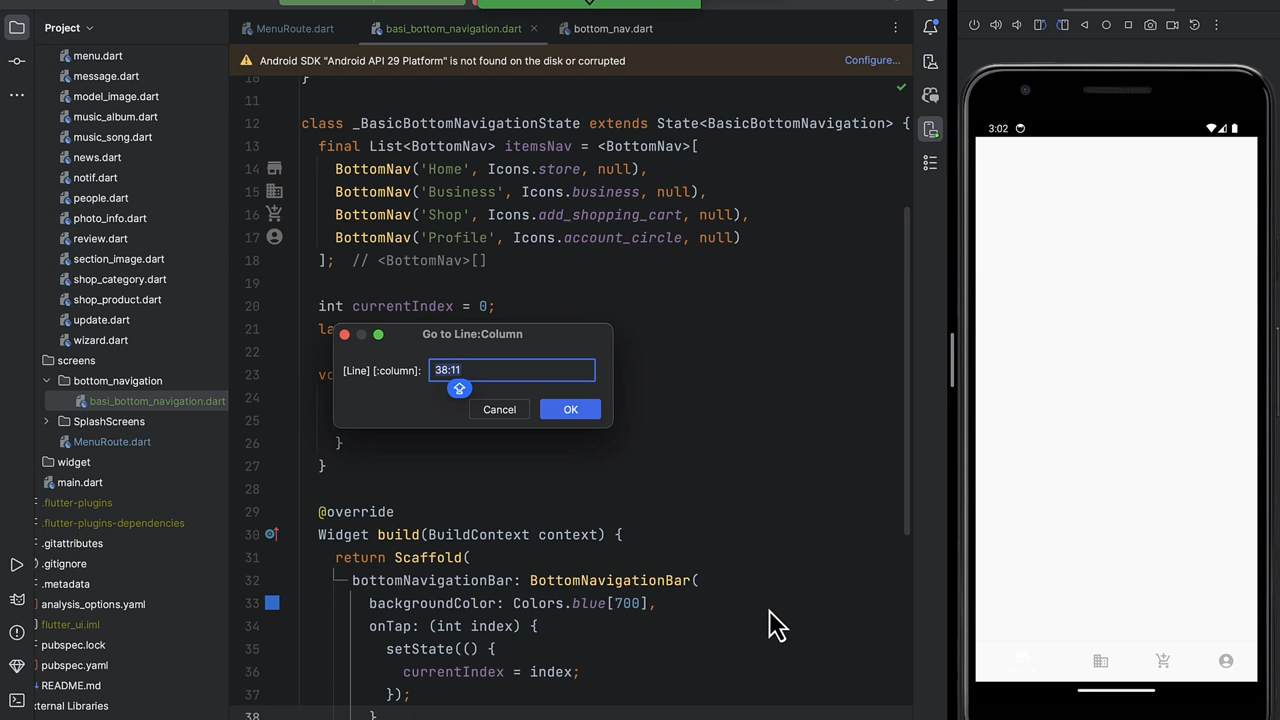 Project
MenuRoute.dart
basi_bottom_navigation.dart
bottom_nav.dart
Android SDK "Android API 29 Platform" is not found on the disk or corrupted
Configure...
menu.dart
message.dart
model_image.dart
music_album.dart
music_song.dart
news.dart
notif.dart
people.dart
photo_info.dart
review.dart
section_image.dart
shop_category.dart
shop_product.dart
update.dart
wizard.dart
screens
bottom_navigation
basi_bottom_navigation.dart
SplashScreens
MenuRoute.dart
widget
main.dart
.flutter-plugins
.flutter-plugins-dependencies
.gitattributes
.gitignore
.metadata
analysis_options.yaml
flutter_ui.iml
pubspec.lock
pubspec.yaml
README.md
xternal Libraries
10 }
11
12 class _BasicBottomNavigationState extends State<BasicBottomNavigation> {
13 final List<BottomNav> itemsNav = <BottomNav>[
14 BottomNav('Home', Icons.store, null),
15 BottomNav('Business', Icons.business, null),
16 BottomNav('Shop', Icons.add_shopping_cart, null),
17 BottomNav('Profile', Icons.account_circle, null)
18 ]; // <BottomNav>[]
19
20 int currentIndex = 0;
21 la
22
23 vo
24
25
26 }
27 }
28
29 @override
30 Widget build(BuildContext context) {
31 return Scaffold(
32 bottomNavigationBar: BottomNavigationBar(
33 backgroundColor: Colors.blue[700],
34 onTap: (int index) {
35 setState(() {
36 currentIndex = index;
37 });
38 }
Go to Line:Column
[Line] [:column]:
38:11
Cancel
OK
3:02